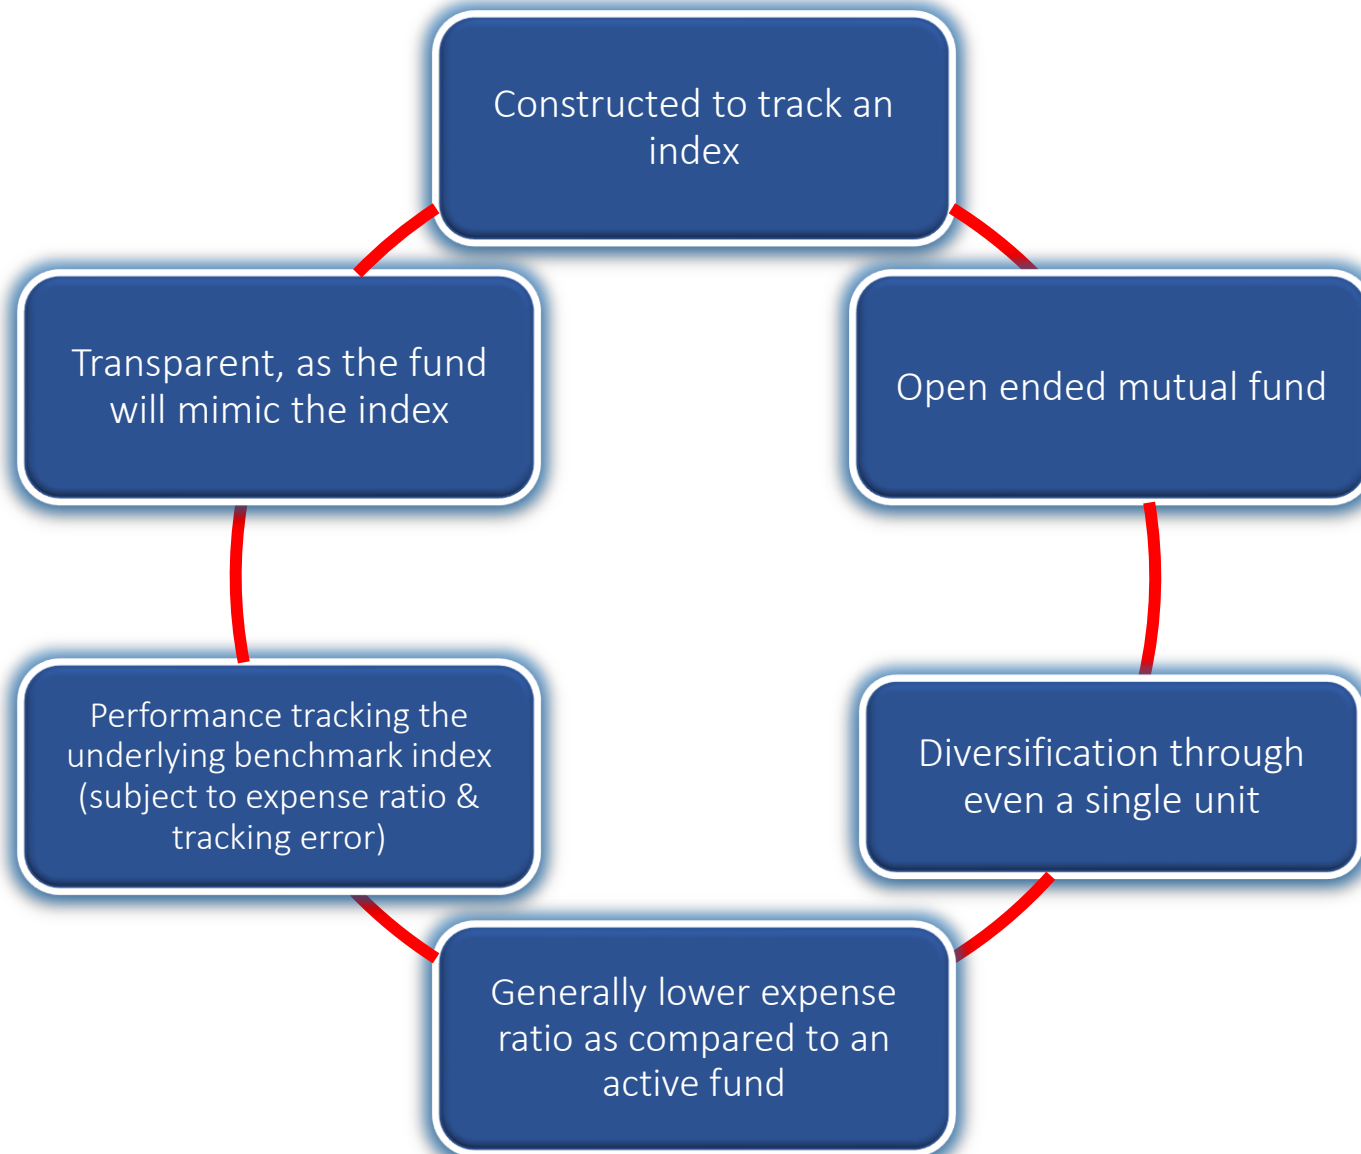 Constructed to track an
index
Transparent, as the fund
will mimic the index
Open ended mutual fund
Performance tracking the
underlying benchmark index
(subject to expense ratio &
tracking error)
Diversification through
even a single unit
Generally lower expense
ratio as compared to an
active fund